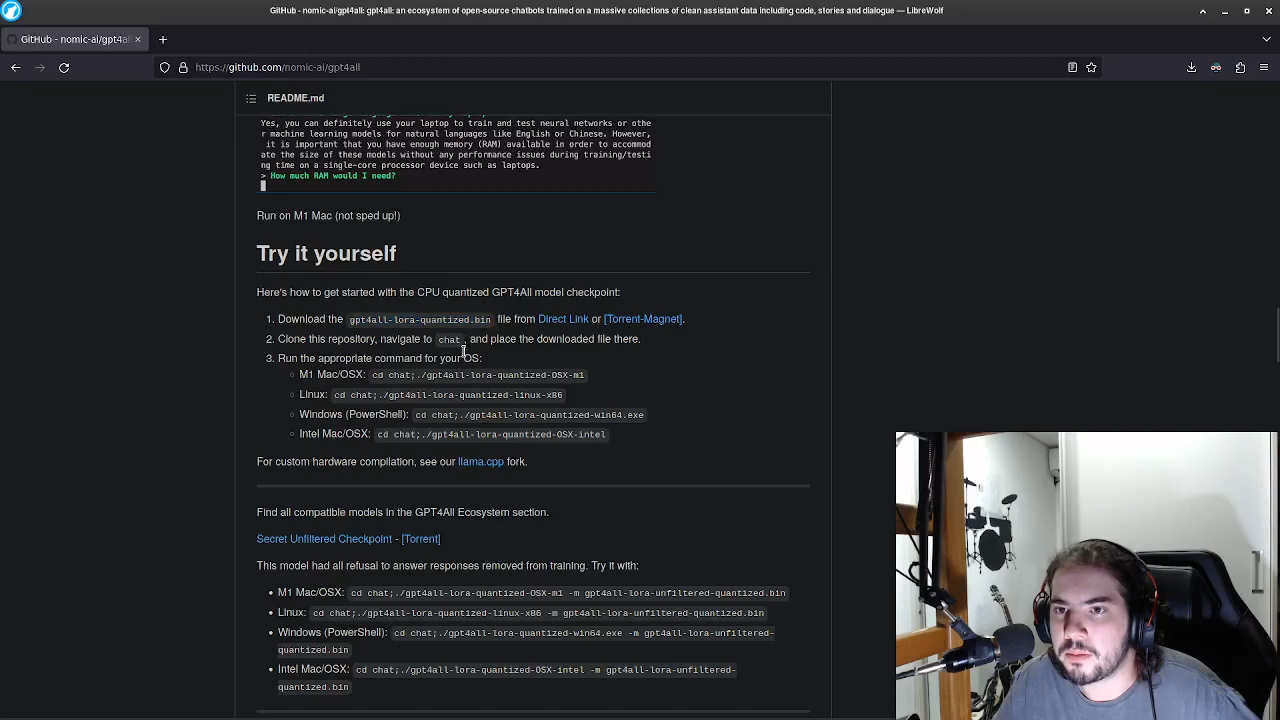 GitHub - nomic-ai/gpt4all: gpt4all: an ecosystem of open-source chatbots trained on a massive collections of clean assistant data including code, stories and dialogue — LibreWolf
GitHub - nomic-ai/gpt4all
https://github.com/nomic-ai/gpt4all
README.md
Yes, you can definitely use your laptop to train and test neural networks or othe
r machine learning models for natural languages like English or Chinese. However,
it is important that you have enough memory (RAM) available in order to accommod
ate the size of these models without any performance issues during training/testi
ng time on a single-core processor device such as laptops.
> How much RAM would I need?
Run on M1 Mac (not sped up!)
Try it yourself
Here's how to get started with the CPU quantized GPT4All model checkpoint:
1. Download the gpt4all-lora-quantized.bin file from Direct Link or [Torrent-Magnet].
2. Clone this repository, navigate to chat, and place the downloaded file there.
3. Run the appropriate command for your OS:
M1 Mac/OSX: cd chat;./gpt4all-lora-quantized-OSX-m1
Linux: cd chat;./gpt4all-lora-quantized-linux-x86
Windows (PowerShell): cd chat;./gpt4all-lora-quantized-win64.exe
Intel Mac/OSX: cd chat;./gpt4all-lora-quantized-OSX-intel
For custom hardware compilation, see our llama.cpp fork.
Find all compatible models in the GPT4All Ecosystem section.
Secret Unfiltered Checkpoint - [Torrent]
This model had all refusal to answer responses removed from training. Try it with:
M1 Mac/OSX: cd chat;./gpt4all-lora-quantized-OSX-m1 -m gpt4all-lora-unfiltered-quantized.bin
Linux: cd chat;./gpt4all-lora-quantized-linux-x86 -m gpt4all-lora-unfiltered-quantized.bin
Windows (PowerShell): cd chat;./gpt4all-lora-quantized-win64.exe -m gpt4all-lora-unfiltered-
quantized.bin
Intel Mac/OSX: cd chat;./gpt4all-lora-quantized-OSX-intel -m gpt4all-lora-unfiltered-
quantized.bin